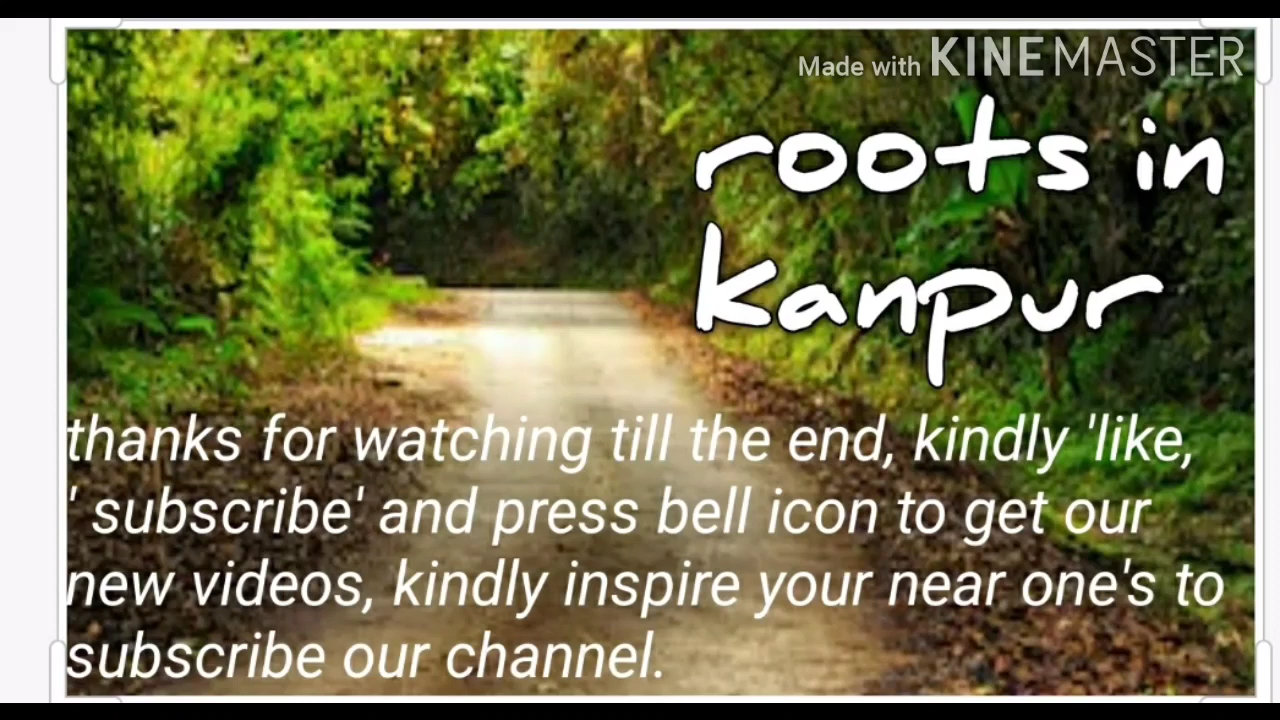 Made with KINEMASTER
roots in
kanpur
thanks for watching till the end, kindly 'like,
' subscribe' and press bell icon to get our
new videos, kindly inspire your near one's to
subscribe our channel.